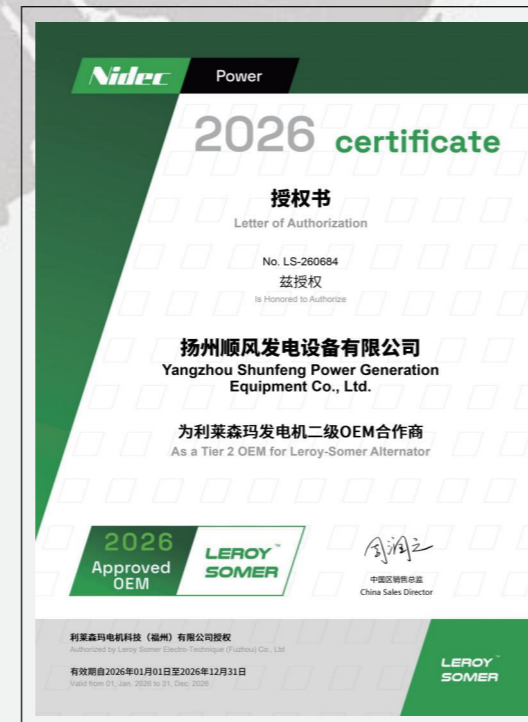 Nidec
Power
2026 certificate
授权书
Letter of Authorization
No. LS-260684
兹授权
Is Honored to Authorize
扬州顺风发电设备有限公司
Yangzhou Shunfeng Power Generation
Equipment Co., Ltd.
为利莱森玛发电机二级OEM合作商
As a Tier 2 OEM for Leroy-Somer Alternator
2026
Approved
OEM
LEROY™
SOMER
中国区销售总监
China Sales Director
利莱森玛电机科技（福州）有限公司授权
Authorized by Leroy Somer Electro-Technique (Fuzhou) Co., Ltd
有效期自2026年01月01日至2026年12月31日
Valid from 01, Jan. 2026 to 31, Dec. 2026
LEROY™
SOMER